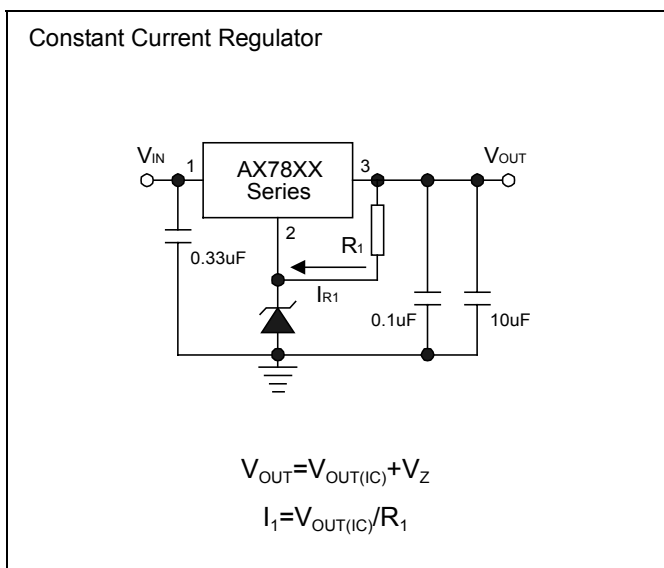 Constant Current Regulator
VIN
1
AX78XX
Series
3
VOUT
2
R1
0.33uF
IR1
0.1uF
10uF
VOUT=VOUT(IC)+VZ
I1=VOUT(IC)/R1